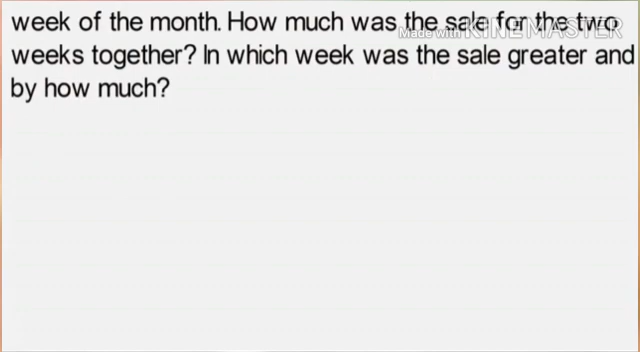 week of the month. How much was the sale for the two
Made with KINEMASTER
weeks together? In which week was the sale greater and
by how much?